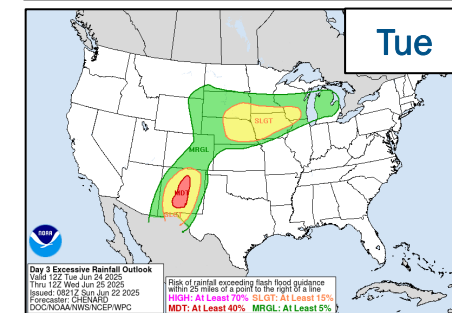 Tue
SLGT
MRGL
MDT
SLGT
NOAA
Day 3 Excessive Rainfall Outlook
Valid 12Z Tue Jun 24 2025
Thru 12Z Wed Jun 25 2025
Issued: 0821Z Sun Jun 22 2025
Forecaster: CHENARD
DOC/NOAA/NWS/NCEP/WPC
Risk of rainfall exceeding flash flood guidance
within 25 miles of a point to the right of a line
HIGH: At Least 70% SLGT: At Least 15%
MDT: At Least 40% MRGL: At Least 5%